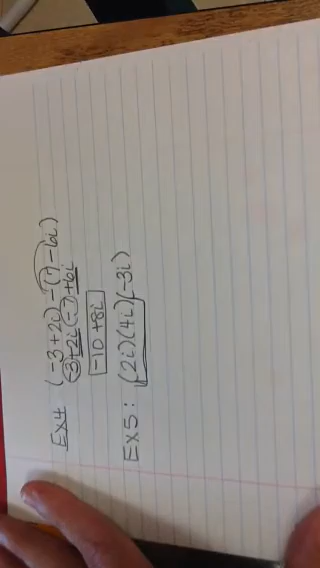 Ex4 (-3+2i)-(7-6i)
-3+2i-7+6i
-10+8i
Ex5: (2i)(4i)(-3i)